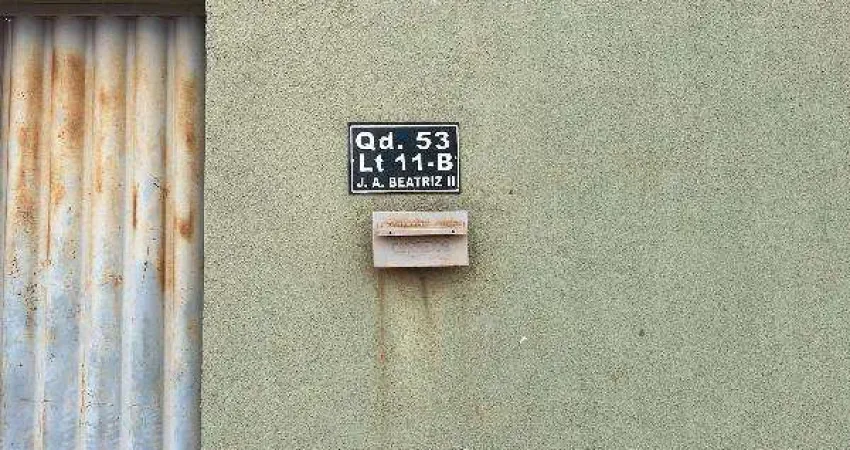 Qd. 53
Lt 11-B
J. A. BEATRIZ II